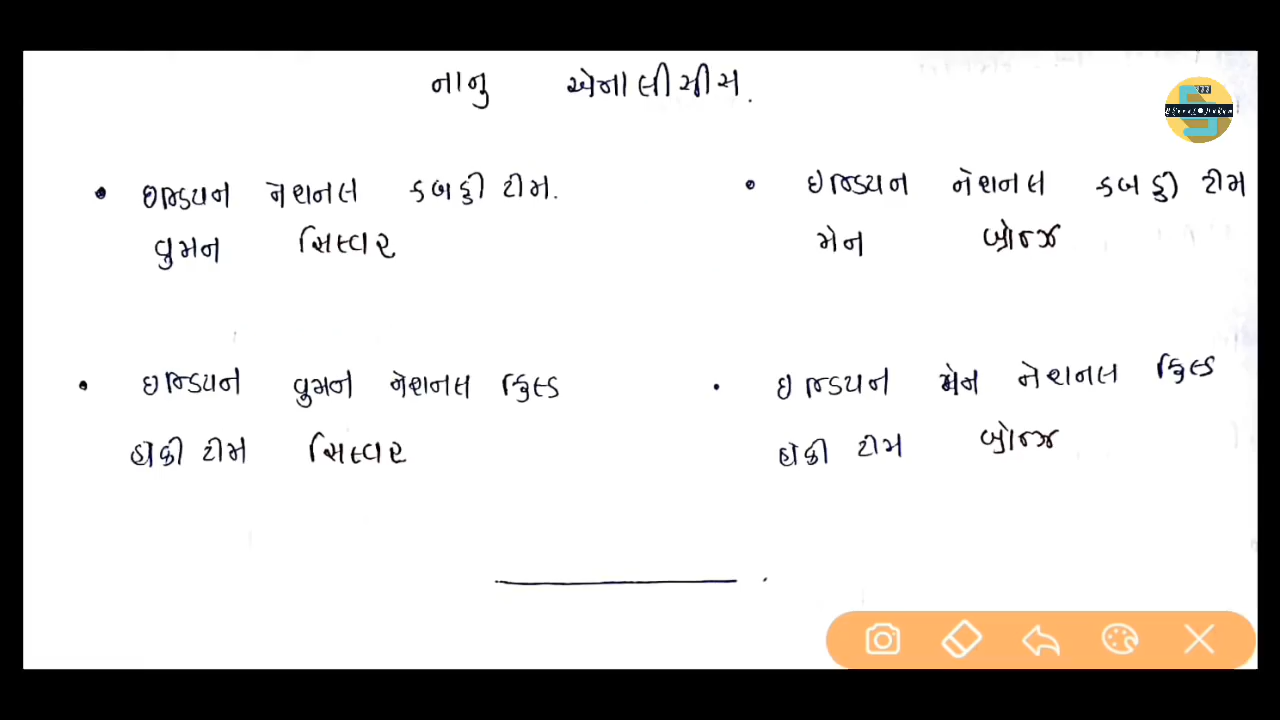 નાનુ એનાલીસીસ.
• ઇન્ડિયન નેશનલ કબડ્ડી ટીમ.
વુમન સિલ્વર
• ઇન્ડિયન નેશનલ કબડ્ડી ટીમ
મેન બ્રોન્ઝ
• ઇન્ડિયન વુમન નેશનલ ફિલ્ડ
હોકી ટીમ સિલ્વર
• ઇન્ડિયન મેન નેશનલ ફિલ્ડ
હોકી ટીમ બ્રોન્ઝ